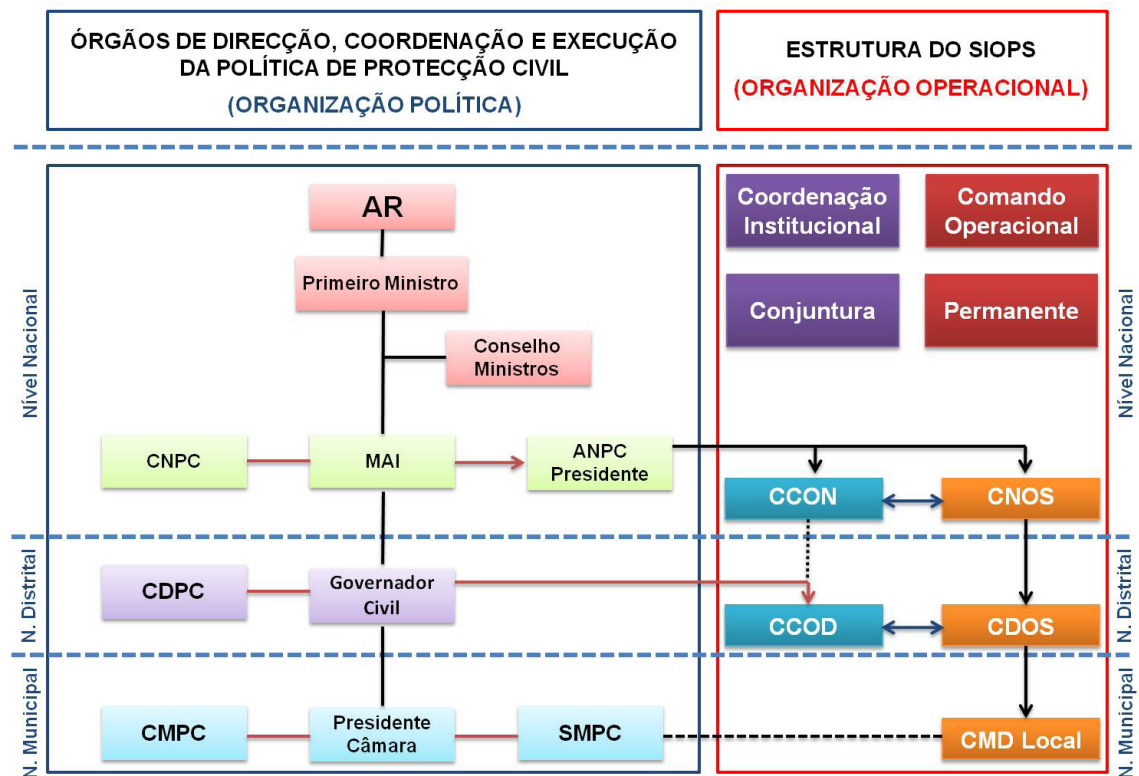 ÓRGÃOS DE DIRECÇÃO, COORDENAÇÃO E EXECUÇÃO
DA POLÍTICA DE PROTECÇÃO CIVIL
(ORGANIZAÇÃO POLÍTICA)
ESTRUTURA DO SIOPS
(ORGANIZAÇÃO OPERACIONAL)
Nível Nacional
AR
Primeiro Ministro
Conselho
Ministros
CNPC
MAI
ANPC
Presidente
Coordenação
Institucional
Comando
Operacional
Conjuntura
Permanente
CCON
CNOS
Nível Nacional
N. Distrital
CDPC
Governador
Civil
CCOD
CDOS
N. Distrital
N. Municipal
CMPC
Presidente
Câmara
SMPC
CMD Local
N. Municipal